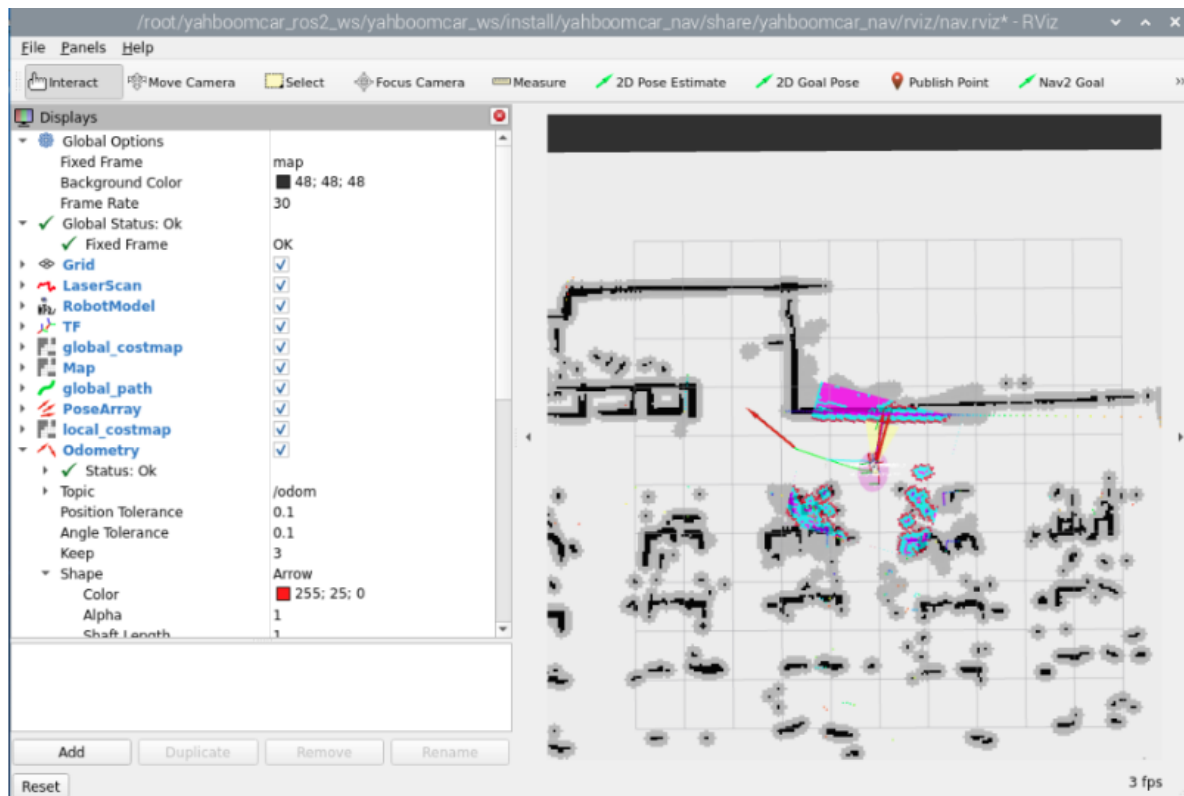 /root/yahboomcar_ros2_ws/yahboomcar_ws/install/yahboomcar_nav/share/yahboomcar_nav/rviz/nav.rviz* - RViz
File Panels Help
Interact Move Camera Select Focus Camera Measure 2D Pose Estimate 2D Goal Pose Publish Point Nav2 Goal »
Displays
Global Options
Fixed Frame map
Background Color 48; 48; 48
Frame Rate 30
Global Status: Ok
Fixed Frame OK
Grid
LaserScan
RobotModel
TF
global_costmap
Map
global_path
PoseArray
local_costmap
Odometry
Status: Ok
Topic /odom
Position Tolerance 0.1
Angle Tolerance 0.1
Keep 3
Shape Arrow
Color 255; 25; 0
Alpha 1
Shaft Length 1
Add Duplicate Remove Rename
Reset 3 fps